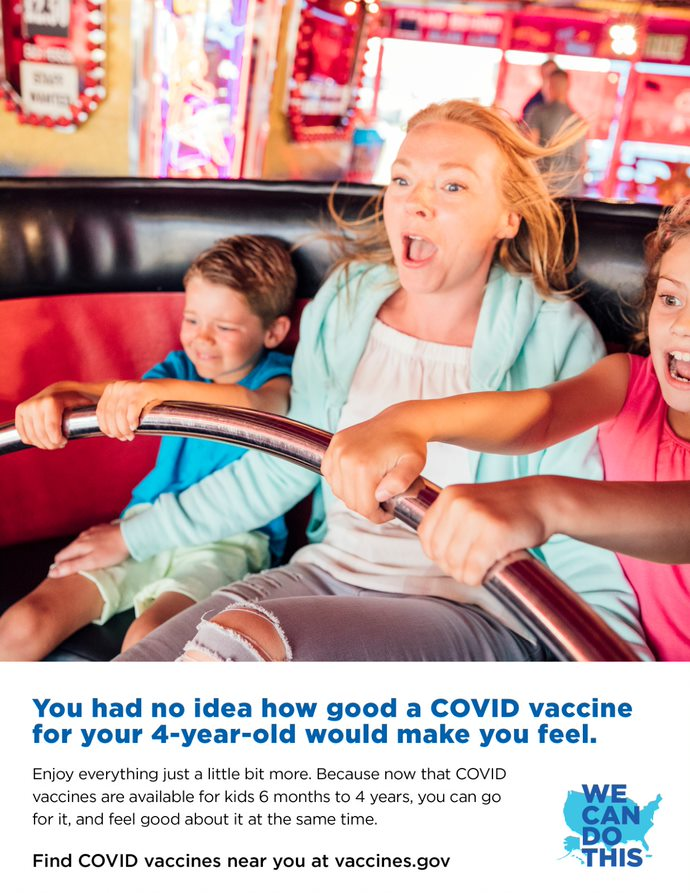 You had no idea how good a COVID vaccine
for your 4-year-old would make you feel.
Enjoy everything just a little bit more. Because now that COVID
vaccines are available for kids 6 months to 4 years, you can go
for it, and feel good about it at the same time.
Find COVID vaccines near you at vaccines.gov
WE
CAN
DO
THIS